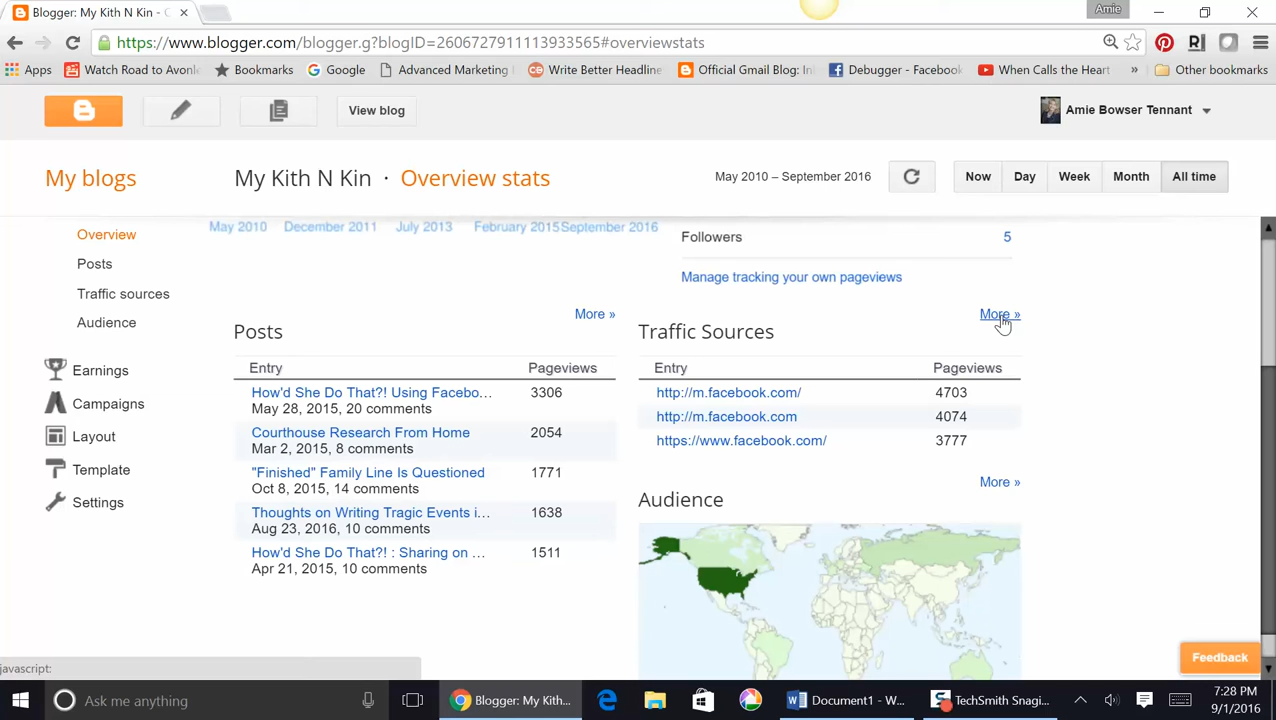 Blogger: My Kith N Kin - C
Amie
https://www.blogger.com/blogger.g?blogID=2606727911113933565#overviewstats
Apps Watch Road to Avonle Bookmarks Google Advanced Marketing Write Better Headline Official Gmail Blog: In Debugger - Facebook When Calls the Heart » Other bookmarks
View blog
Amie Bowser Tennant
My blogs
My Kith N Kin · Overview stats
May 2010 – September 2016
Now Day Week Month All time
Overview
Posts
Traffic sources
Audience
Earnings
Campaigns
Layout
Template
Settings
May 2010 December 2011 July 2013 February 2015 September 2016
Followers 5
Manage tracking your own pageviews
More »
Posts
Entry Pageviews
How'd She Do That?! Using Facebo... 3306
May 28, 2015, 20 comments
Courthouse Research From Home 2054
Mar 2, 2015, 8 comments
"Finished" Family Line Is Questioned 1771
Oct 8, 2015, 14 comments
Thoughts on Writing Tragic Events i... 1638
Aug 23, 2016, 10 comments
How'd She Do That?! : Sharing on ... 1511
Apr 21, 2015, 10 comments
More »
Traffic Sources
Entry Pageviews
http://m.facebook.com/ 4703
http://m.facebook.com 4074
https://www.facebook.com/ 3777
More »
Audience
Feedback
javascript:
Ask me anything
Blogger: My Kith...
Document1 - W...
TechSmith Snagi...
7:28 PM
9/1/2016